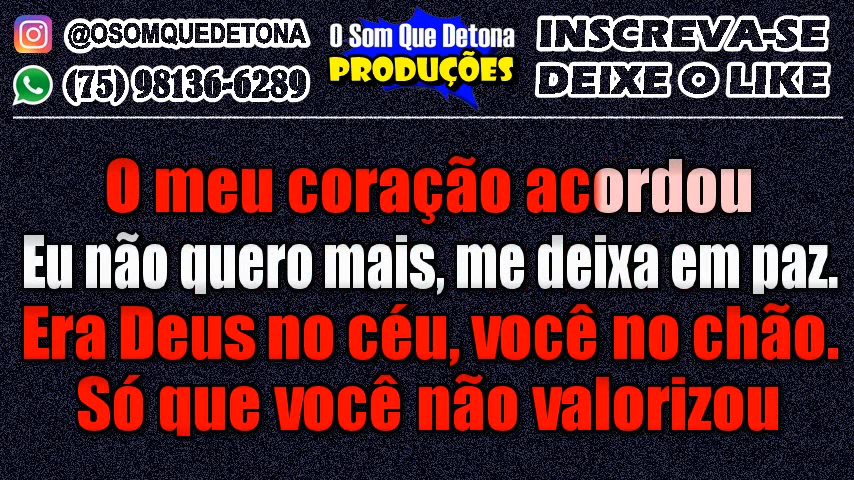 @OSOMQUEDETONA
(75) 98136-6289
O Som Que Detona
PRODUÇÕES
INSCREVA-SE
DEIXE O LIKE
O meu coração acordou
Eu não quero mais, me deixa em paz.
Era Deus no céu, você no chão.
Só que você não valorizou